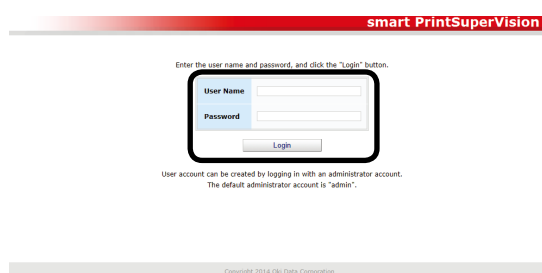 smart PrintSuperVision
Enter the user name and password, and click the "Login" button.
User Name
Password
Login
User account can be created by logging in with an administrator account.
The default administrator account is "admin".
Copyright 2014 Oki Data Corporation